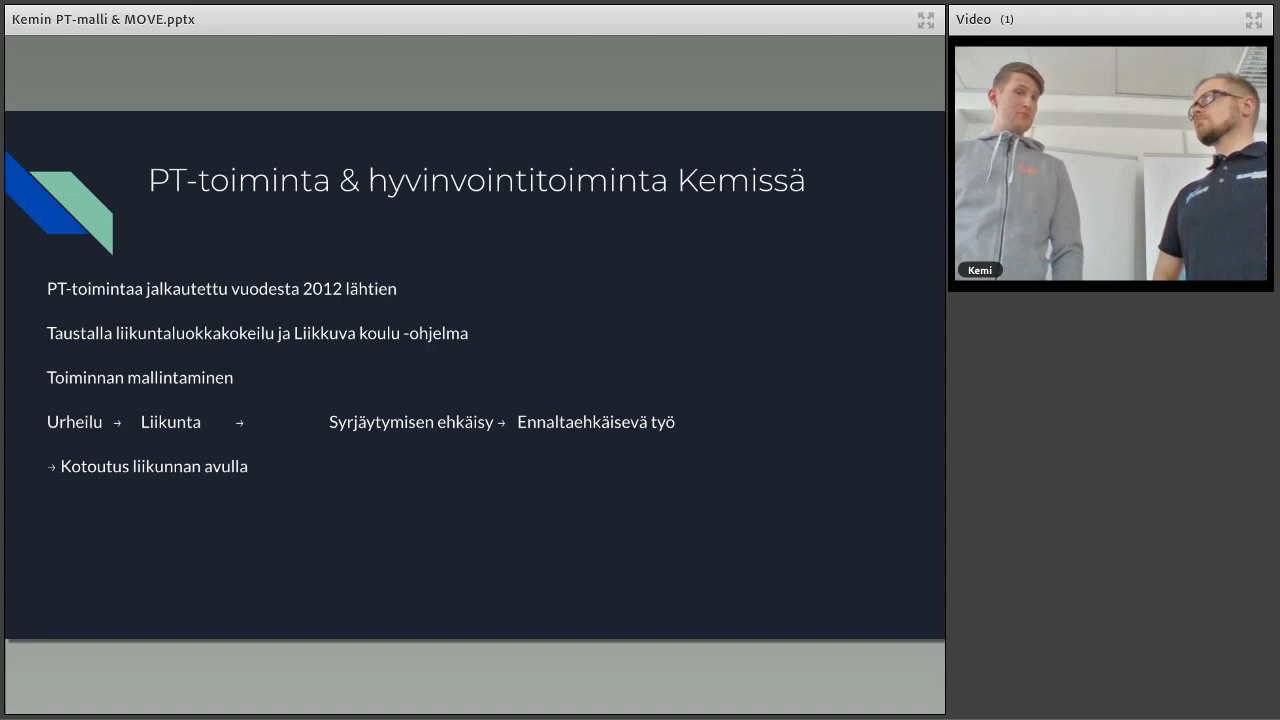 Kemin PT-malli & MOVE.pptx
Video (1)
PT-toiminta & hyvinvointitoiminta Kemissä
PT-toimintaa jalkautettu vuodesta 2012 lähtien
Taustalla liikuntaluokkakokeilu ja Liikkuva koulu -ohjelma
Toiminnan mallintaminen
Urheilu → Liikunta → Syrjäytymisen ehkäisy → Ennaltaehkäisevä työ
→ Kotoutus liikunnan avulla
Kemi